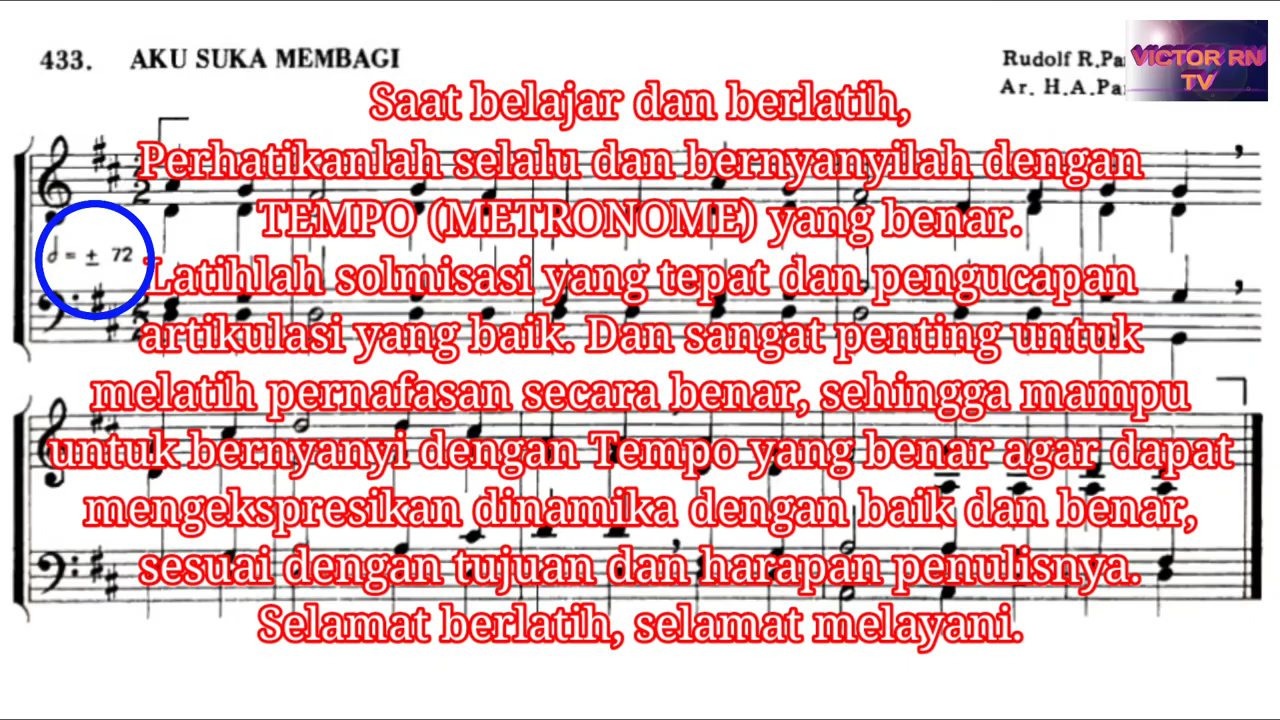 433. AKU SUKA MEMBAGI
Rudolf R.
Ar. H.A.
VICTOR RN
TV
Saat belajar dan berlatih,
Perhatikanlah selalu dan bernyanyilah dengan
TEMPO (METRONOME) yang benar.
= ± 72
Latihlah solmisasi yang tepat dan pengucapan
artikulasi yang baik. Dan sangat penting untuk
melatih pernafasan secara benar, sehingga mampu
untuk bernyanyi dengan Tempo yang benar agar dapat
mengekspresikan dinamika dengan baik dan benar,
sesuai dengan tujuan dan harapan penulisnya.
Selamat berlatih, selamat melayani.